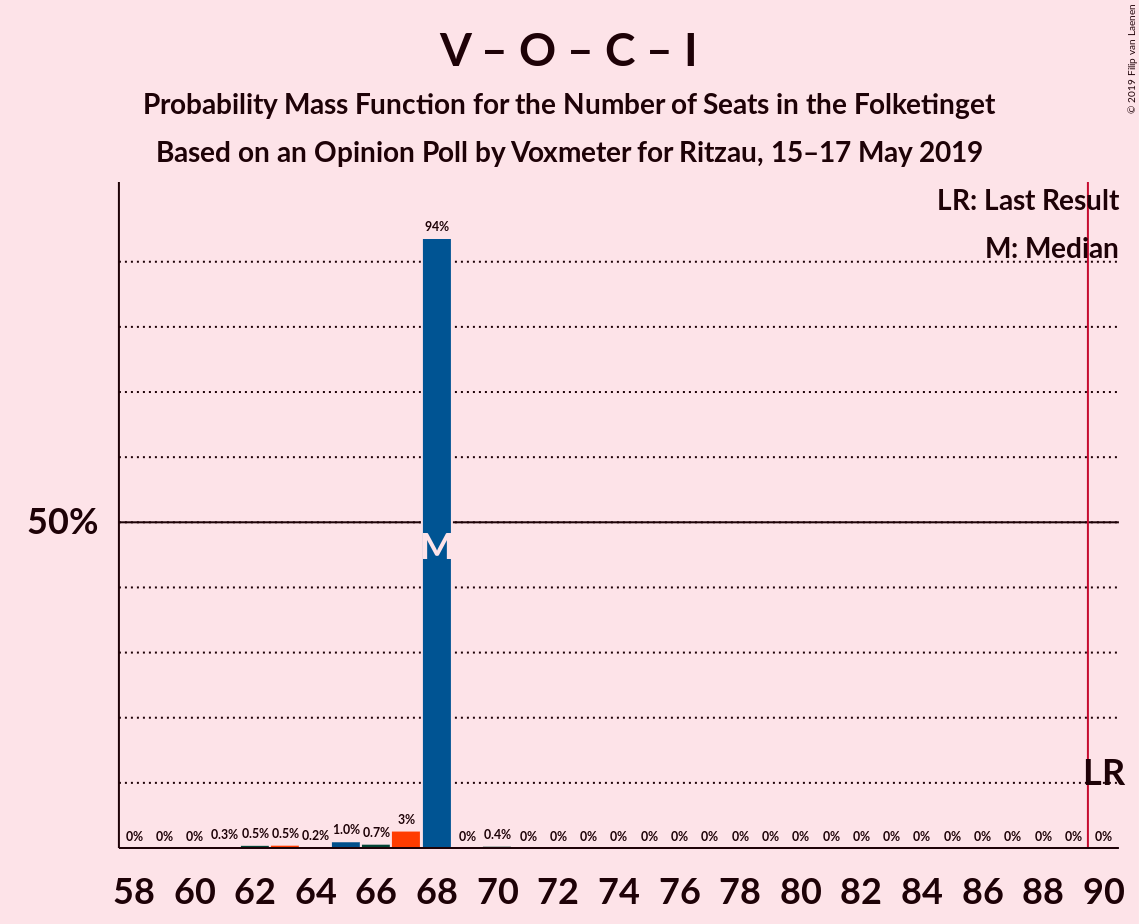 V – O – C – I
Probability Mass Function for the Number of Seats in the Folketinget
Based on an Opinion Poll by Voxmeter for Ritzau, 15–17 May 2019
© 2019 Filip van Laenen
LR: Last Result
M: Median
94%
50%
M
LR
0% 0% 0% 0.3% 0.5% 0.5% 0.2% 1.0% 0.7% 3% 0% 0.4% 0% 0% 0% 0% 0% 0% 0% 0% 0% 0% 0% 0% 0% 0% 0% 0% 0% 0% 0% 0%
58 60 62 64 66 68 70 72 74 76 78 80 82 84 86 88 90